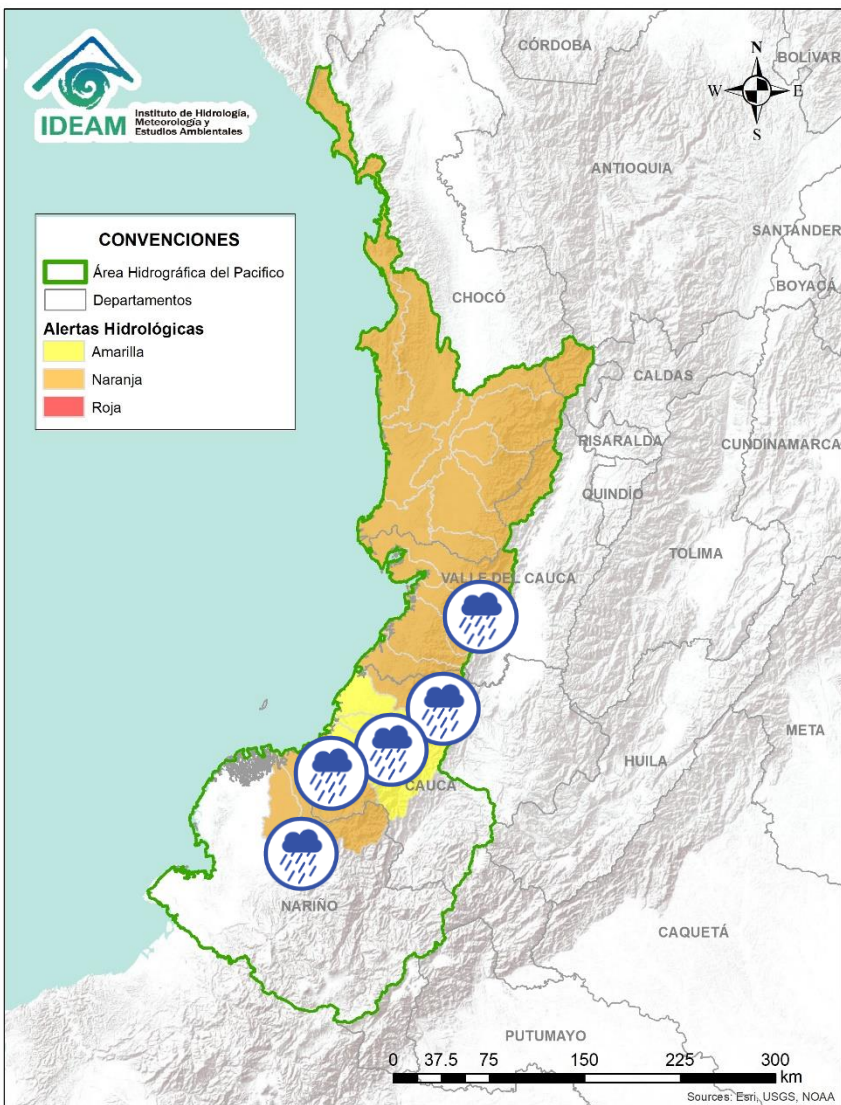 IDEAM
Instituto de Hidrología,
Meteorología y
Estudios Ambientales
CONVENCIONES
Área Hidrográfica del Pacifico
Departamentos
Alertas Hidrológicas
Amarilla
Naranja
Roja
N
W
E
S
CÓRDOBA
BOLÍVAR
ANTIOQUIA
SANTANDER
BOYACÁ
CHOCÓ
CALDAS
RISARALDA
CUNDINAMARCA
QUINDÍO
TOLIMA
VALLE DEL CAUCA
META
HUILA
CAUCA
NARIÑO
CAQUETÁ
PUTUMAYO
0 37.5 75 150 225 300
km
Sources: Esri, USGS, NOAA